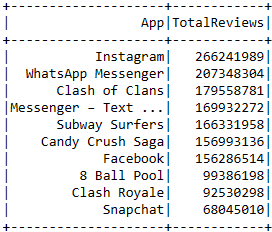 +--------------------+------------+
|                 App|TotalReviews|
+--------------------+------------+
|           Instagram|   266241989|
|  WhatsApp Messenger|   207348304|
|      Clash of Clans|   179558781|
|Messenger – Text ...|   169932272|
|      Subway Surfers|   166331958|
|    Candy Crush Saga|   156993136|
|            Facebook|   156286514|
|         8 Ball Pool|    99386198|
|        Clash Royale|    92530298|
|            Snapchat|    68045010|
+--------------------+------------+